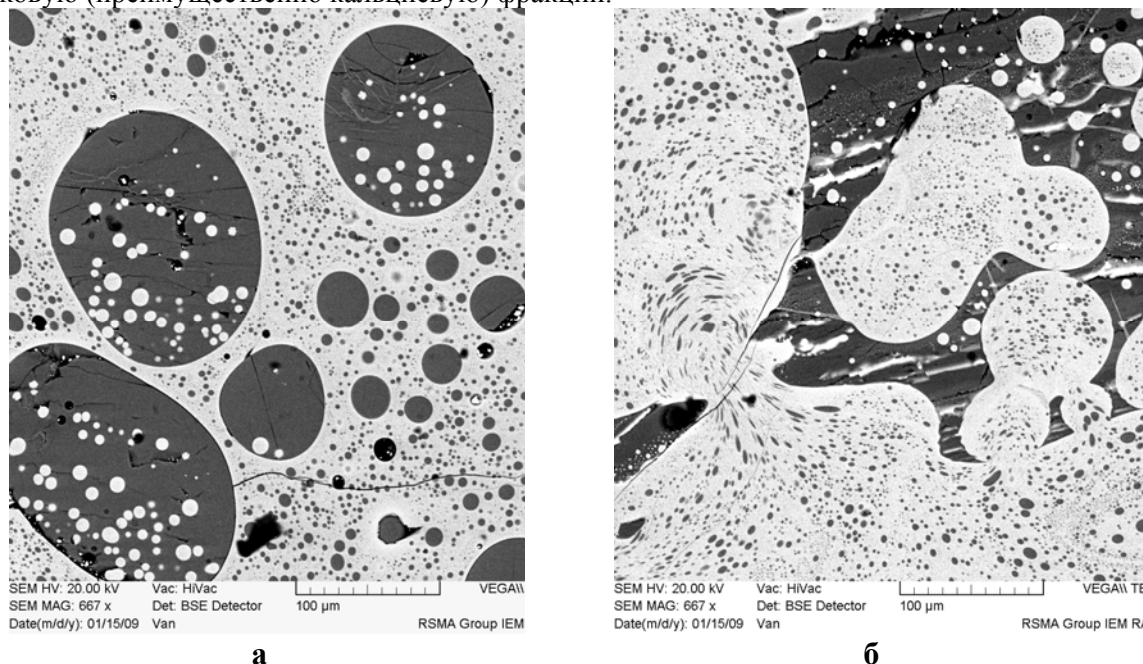 (преимущественно кальциевую) фракции.
SEM HV: 20.00 kV Vac: HiVac VEGA\\
SEM MAG: 667 x Det: BSE Detector 100 µm
Date(m/d/y): 01/15/09 Van RSMA Group IEM
SEM HV: 20.00 kV Vac: HiVac VEGA\\ TE
SEM MAG: 667 x Det: BSE Detector 100 µm
Date(m/d/y): 01/15/09 Van RSMA Group IEM RA
а
б